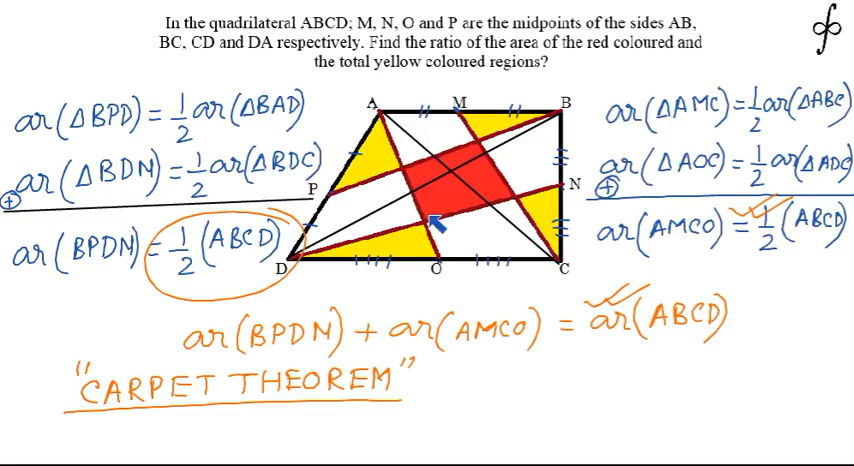 In the quadrilateral ABCD; M, N, O and P are the midpoints of the sides AB,
BC, CD and DA respectively. Find the ratio of the area of the red coloured and
the total yellow coloured regions?
ar(ΔBPD)=1/2 ar(ΔBAD)
⊕ ar(ΔBDN)=1/2 ar(ΔBDC)
ar(BPDN)=1/2 (ABCD)
A M B
P N
D O C
ar(ΔAMC)=1/2 ar(ΔABC)
⊕ ar(ΔAOC)=1/2 ar(ΔADC)
ar(AMCO)=1/2 (ABCD)
ar(BPDN)+ar(AMCO)=ar(ABCD)
"CARPET THEOREM"